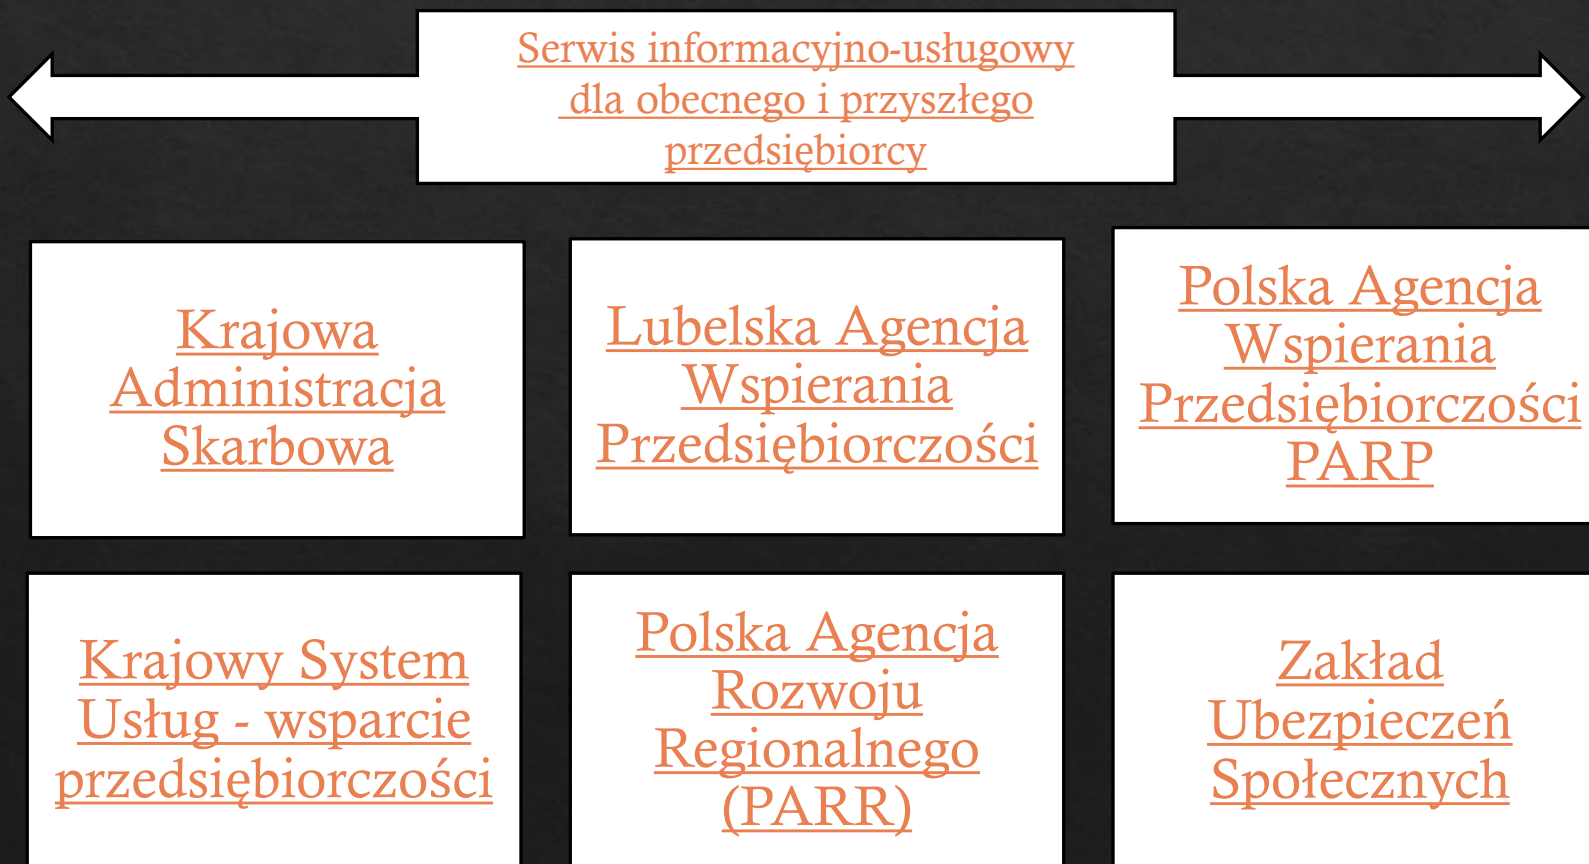 Serwis informacyjno-usługowy
dla obecnego i przyszłego
przedsiębiorcy
Krajowa
Administracja
Skarbowa
Lubelska Agencja
Wspierania
Przedsiębiorczości
Polska Agencja
Wspierania
Przedsiębiorczości
PARP
Krajowy System
Usług - wsparcie
przedsiębiorczości
Polska Agencja
Rozwoju
Regionalnego
(PARR)
Zakład
Ubezpieczeń
Społecznych